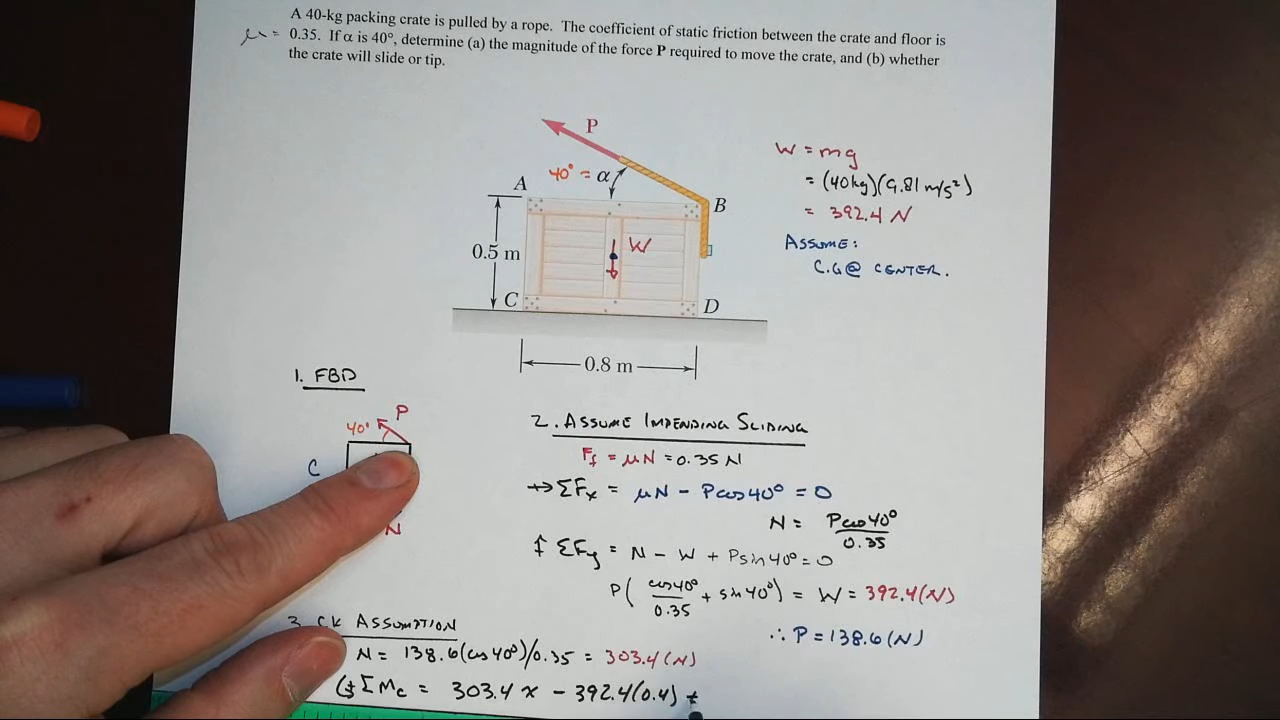 A 40-kg packing crate is pulled by a rope. The coefficient of static friction between the crate and floor is
μ = 0.35. If α is 40°, determine (a) the magnitude of the force P required to move the crate, and (b) whether
the crate will slide or tip.
P
40° = α
A
B
W
0.5 m
C
D
0.8 m
W = mg
= (40kg)(9.81 m/s²)
= 392.4 N
ASSUME:
C.G @ CENTER.
1. FBD
P
40°
C
N
2. ASSUME IMPENDING SLIDING
Ff = μN = 0.35 N
→+ ΣFx = μN - Pcos40° = 0
N = Pcos40°/0.35
↑+ ΣFy = N - W + Psin40° = 0
P(cos40°/0.35 + sin40°) = W = 392.4(N)
∴ P = 138.6(N)
3. CK ASSUMPTION
N = 138.6(cos40°)/0.35 = 303.4(N)
(+ ΣMc = 303.4 x - 392.4(0.4) +